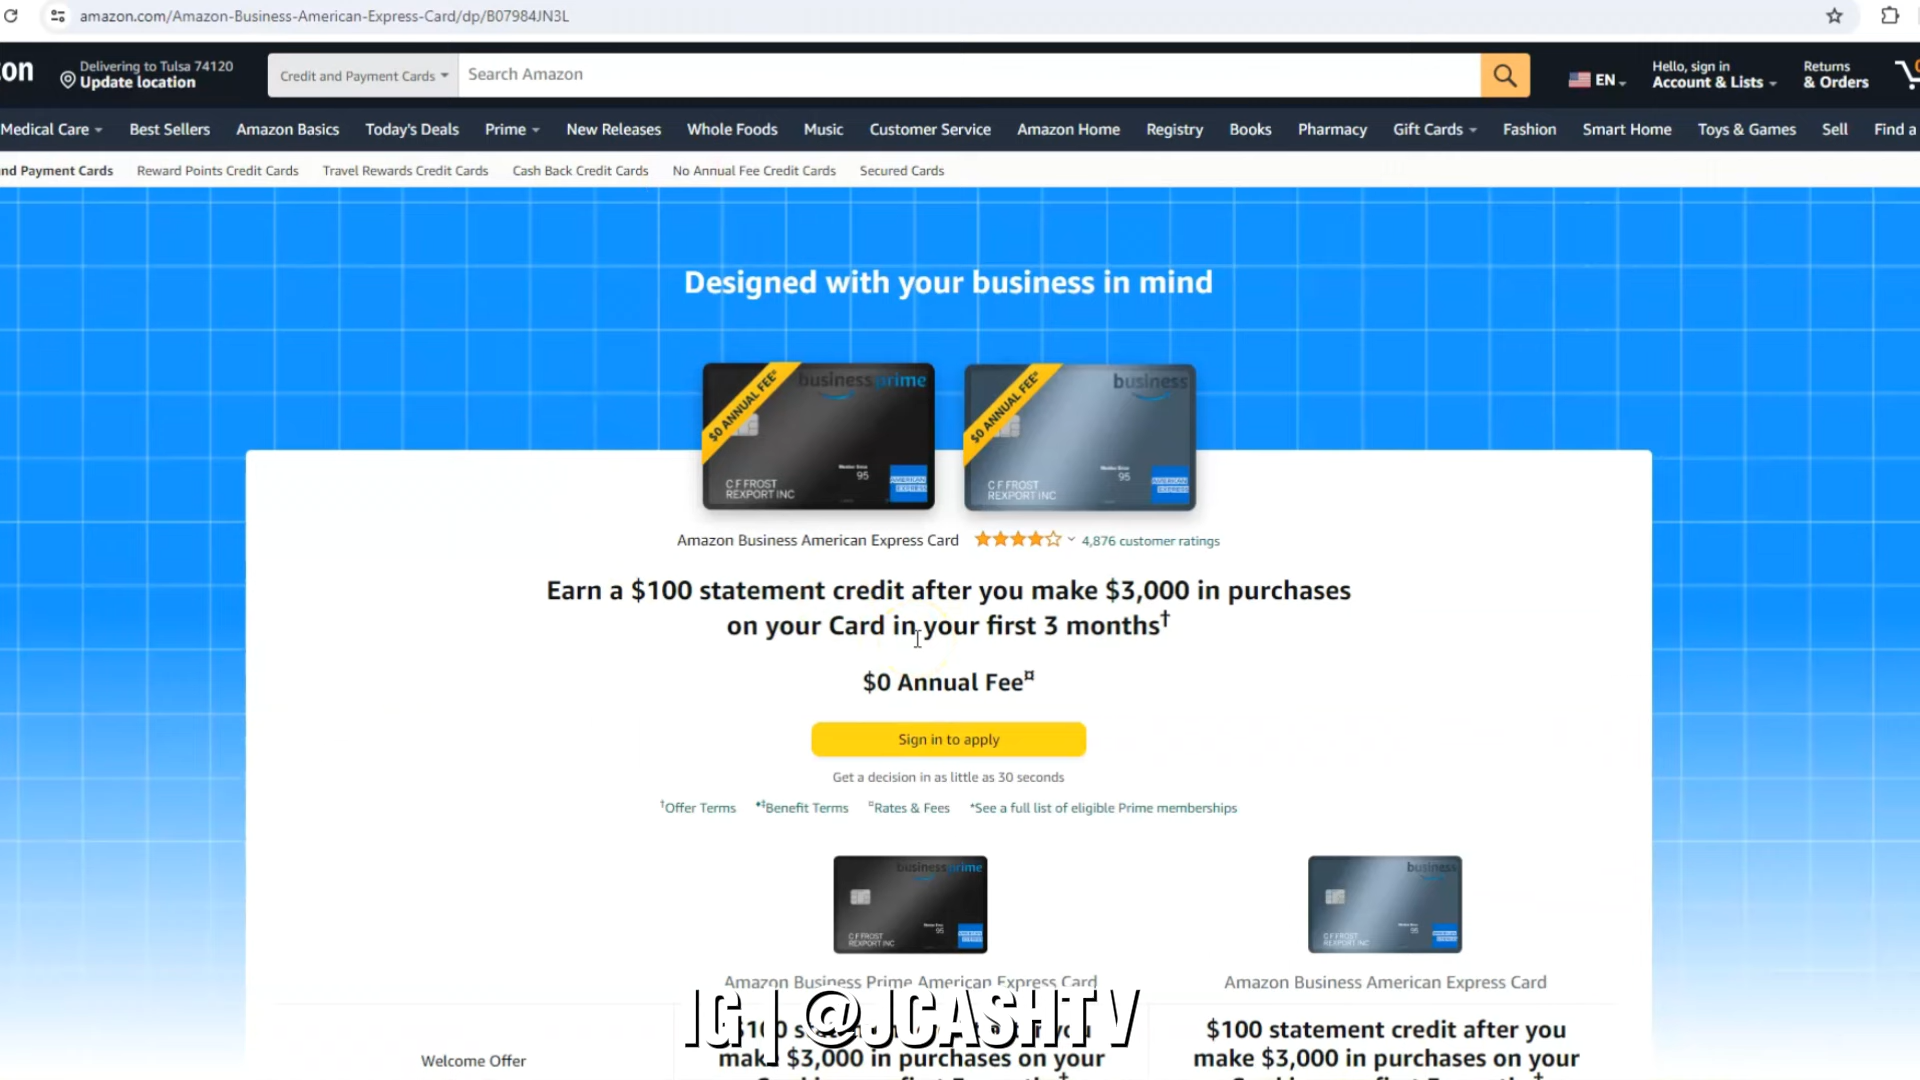 amazon.com/Amazon-Business-American-Express-Card/dp/B07984JN3L
on
Delivering to Tulsa 74120
Update location
Credit and Payment Cards
Search Amazon
EN
Hello, sign in
Account & Lists
Returns
& Orders
Medical Care
Best Sellers
Amazon Basics
Today's Deals
Prime
New Releases
Whole Foods
Music
Customer Service
Amazon Home
Registry
Books
Pharmacy
Gift Cards
Fashion
Smart Home
Toys & Games
Sell
Find a
nd Payment Cards
Reward Points Credit Cards
Travel Rewards Credit Cards
Cash Back Credit Cards
No Annual Fee Credit Cards
Secured Cards
Designed with your business in mind
$0 ANNUAL FEE*
business prime
95
C F FROST
REXPORT INC
AMERICAN
EXPRESS
$0 ANNUAL FEE*
business
95
C F FROST
REXPORT INC
AMERICAN
EXPRESS
Amazon Business American Express Card
4,876 customer ratings
Earn a $100 statement credit after you make $3,000 in purchases
on your Card in your first 3 months†
$0 Annual Fee¤
Sign in to apply
Get a decision in as little as 30 seconds
†Offer Terms
*‡Benefit Terms
¤Rates & Fees
*See a full list of eligible Prime memberships
business prime
95
C F FROST
REXPORT INC
business
95
C F FROST
REXPORT INC
Amazon Business Prime American Express Card
Amazon Business American Express Card
IG | @JCASHTV
Welcome Offer
$100 statement credit after you
make $3,000 in purchases on your
$100 statement credit after you
make $3,000 in purchases on your